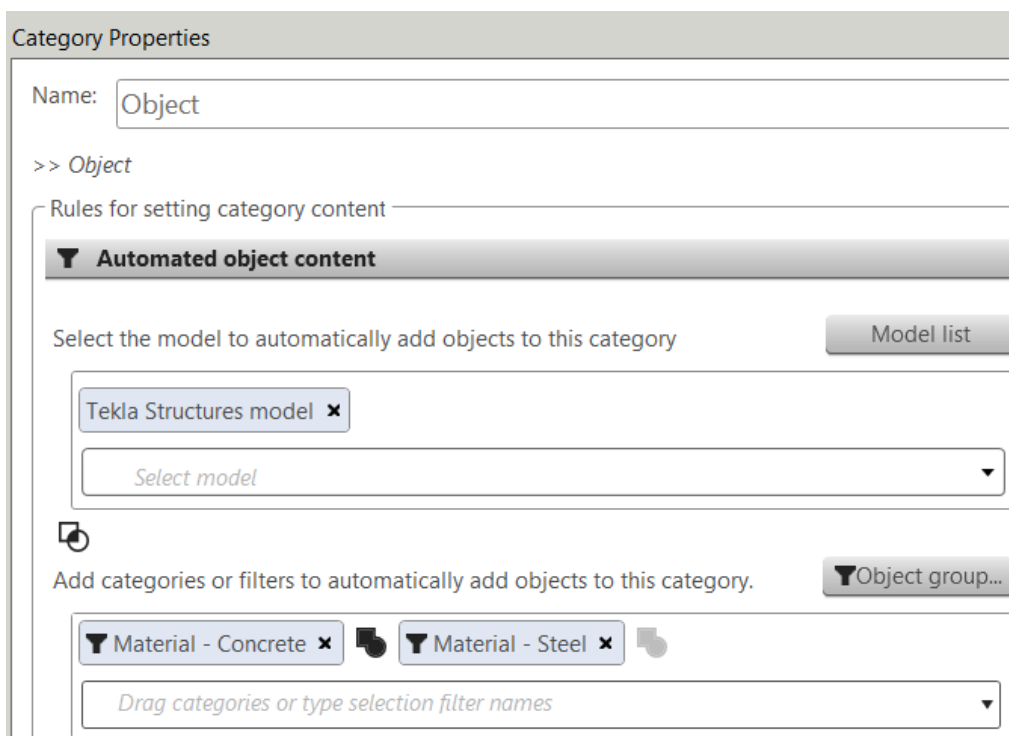 Category Properties
Name: Object
>> Object
Rules for setting category content
Automated object content
Select the model to automatically add objects to this category Model list
Tekla Structures model ×
Select model
Add categories or filters to automatically add objects to this category. Object group...
Material - Concrete × Material - Steel ×
Drag categories or type selection filter names